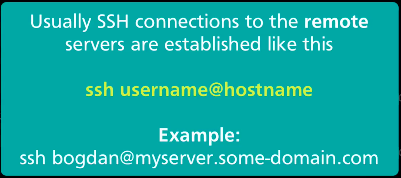 Usually SSH connections to the remote
servers are established like this
ssh username@hostname
Example:
ssh bogdan@myserver.some-domain.com